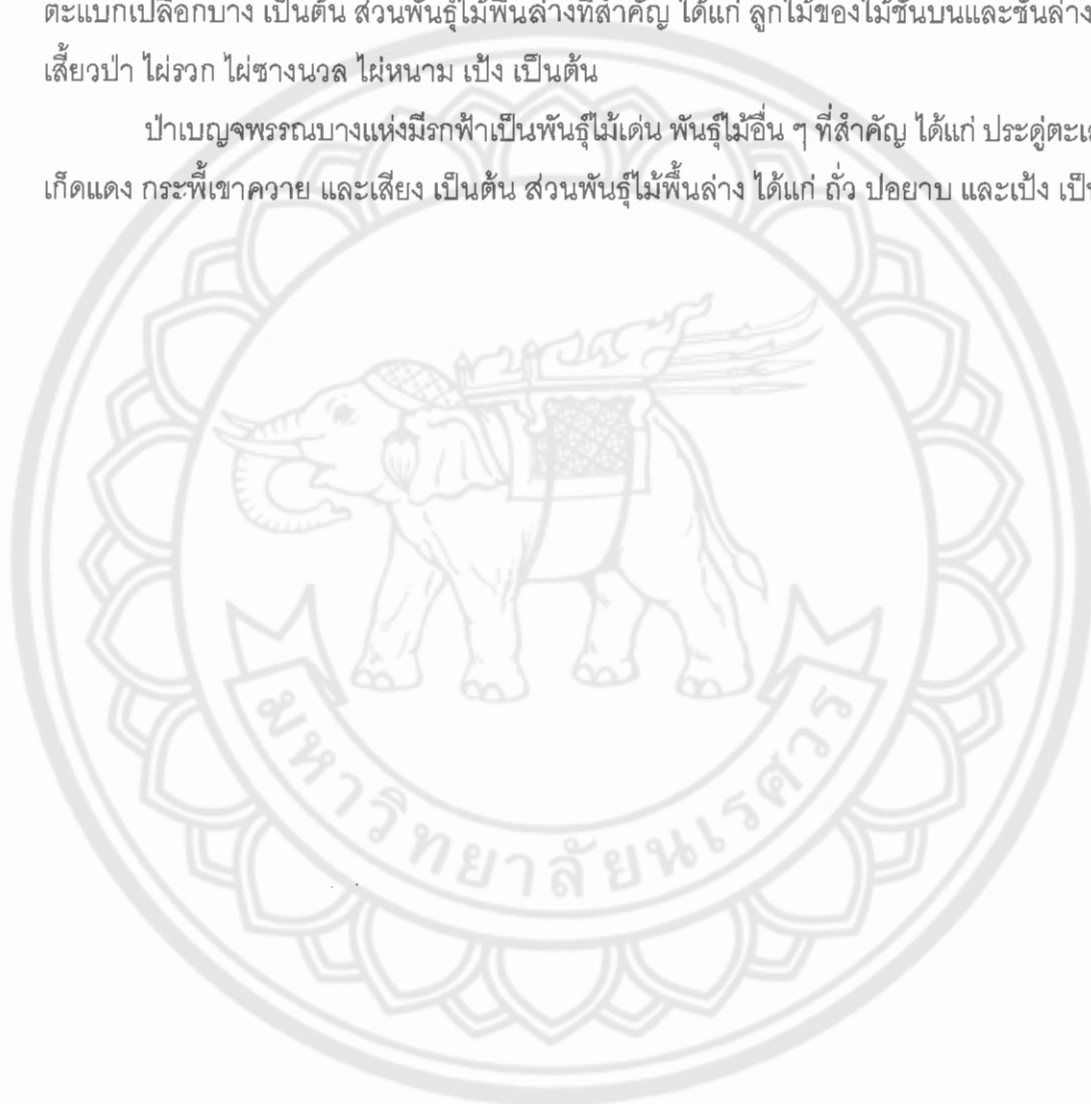 ตะแบกเปลือกบาง เป็นต้น ส่วนพันธุ์ไม้พื้นล่างที่สำคัญ ได้แก่ ลูกไม้ของไม้ชั้นบนและชั้นล่าง
เสี้ยวป่า ไผ่รวก ไผ่ซางนวล ไผ่หนาม เป้ง เป็นต้น
ป่าเบญจพรรณบางแห่งมีรกฟ้าเป็นพันธุ์ไม้เด่น พันธุ์ไม้อื่น ๆ ที่สำคัญ ได้แก่
เก็ดแดง กระพี้เขาควาย และเสียง เป็นต้น ส่วนพันธุ์ไม้พื้นล่าง ได้แก่ ถั่ว ปอยาบ และเป้ง
มหาวิทยาลัยนเรศวร